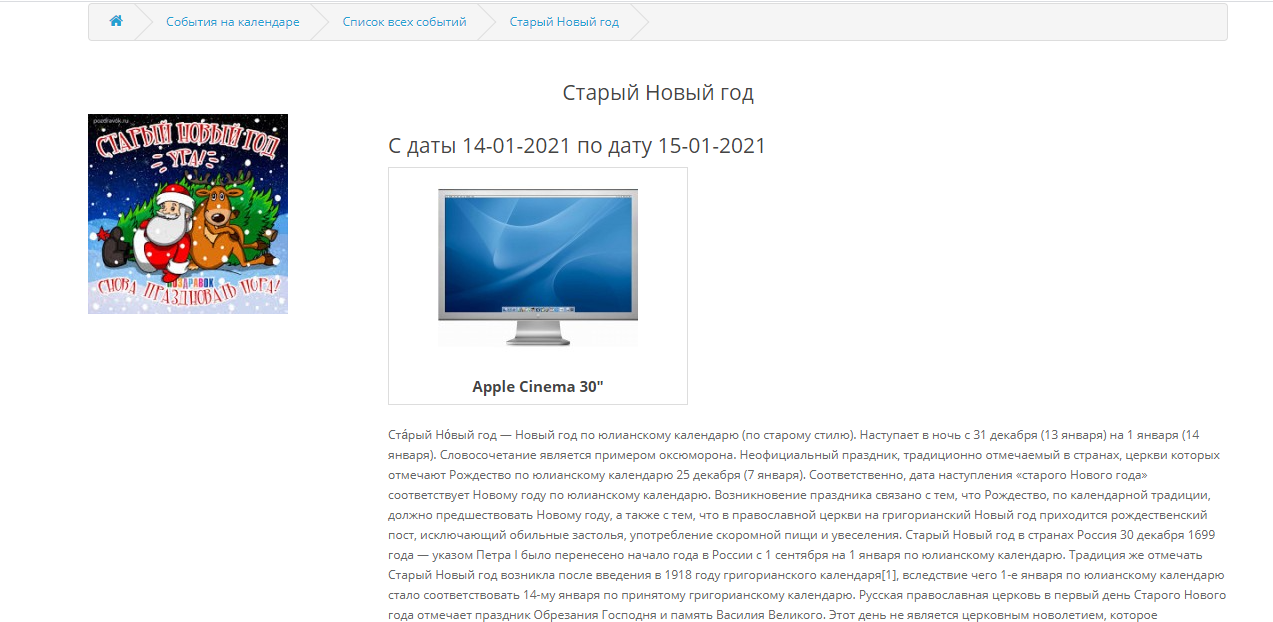 События на календаре
Список всех событий
Старый Новый год
Старый Новый год
pozdravok.ru
СТАРЫЙ НОВЫЙ ГОД
УРА!
ПОЗДРАВОК
СНОВА ПРАЗДНОВАТЬ ПОРА!
С даты 14-01-2021 по дату 15-01-2021
Apple Cinema 30"
Ста́рый Но́вый год — Новый год по юлианскому календарю (по старому стилю). Наступает в ночь с 31 декабря (13 января) на 1 января (14
января). Словосочетание является примером оксюморона. Неофициальный праздник, традиционно отмечаемый в странах, церкви которых
отмечают Рождество по юлианскому календарю 25 декабря (7 января). Соответственно, дата наступления «старого Нового года»
соответствует Новому году по юлианскому календарю. Возникновение праздника связано с тем, что Рождество, по календарной традиции,
должно предшествовать Новому году, а также с тем, что в православной церкви на григорианский Новый год приходится рождественский
пост, исключающий обильные застолья, употребление скоромной пищи и увеселения. Старый Новый год в странах Россия 30 декабря 1699
года — указом Петра I было перенесено начало года в России с 1 сентября на 1 января по юлианскому календарю. Традиция же отмечать
Старый Новый год возникла после введения в 1918 году григорианского календаря[1], вследствие чего 1-е января по юлианскому календарю
стало соответствовать 14-му января по принятому григорианскому календарю. Русская православная церковь в первый день Старого Нового
года отмечает праздник Обрезания Господня и память Василия Великого. Этот день не является церковным новолетием, которое